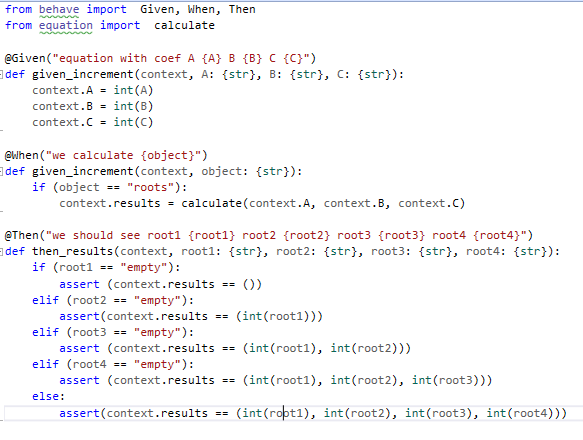 from behave import  Given, When, Then
from equation import  calculate
@Given("equation with coef A {A} B {B} C {C}")
def given_increment(context, A: {str}, B: {str}, C: {str}):
context.A = int(A)
context.B = int(B)
context.C = int(C)
@When("we calculate {object}")
def given_increment(context, object: {str}):
if (object == "roots"):
context.results = calculate(context.A, context.B, context.C)
@Then("we should see root1 {root1} root2 {root2} root3 {root3} root4 {root4}")
def then_results(context, root1: {str}, root2: {str}, root3: {str}, root4: {str}):
if (root1 == "empty"):
assert (context.results == ())
elif (root2 == "empty"):
assert(context.results == (int(root1)))
elif (root3 == "empty"):
assert (context.results == (int(root1), int(root2)))
elif (root4 == "empty"):
assert (context.results == (int(root1), int(root2), int(root3)))
else:
assert(context.results == (int(root1), int(root2), int(root3), int(root4)))